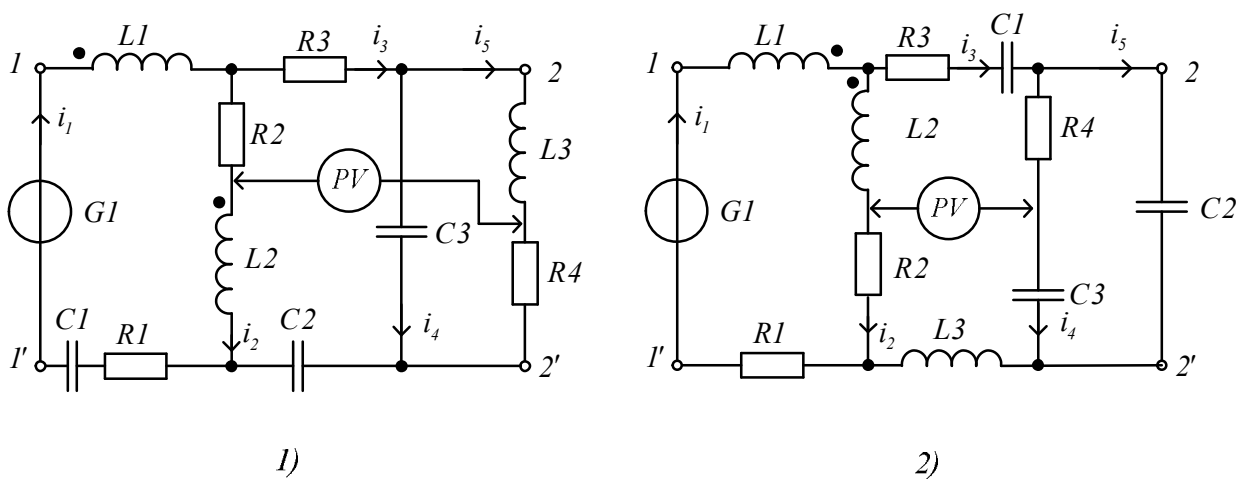 L1
R3
i3
i5
1
2
i1
R2
L3
PV
G1
C3
L2
R4
C1
R1
i2
C2
i4
1'
2'
1)
L1
R3
i3
C1
i5
1
2
i1
L2
R4
G1
PV
C2
R2
C3
R1
i2
L3
i4
1'
2'
2)